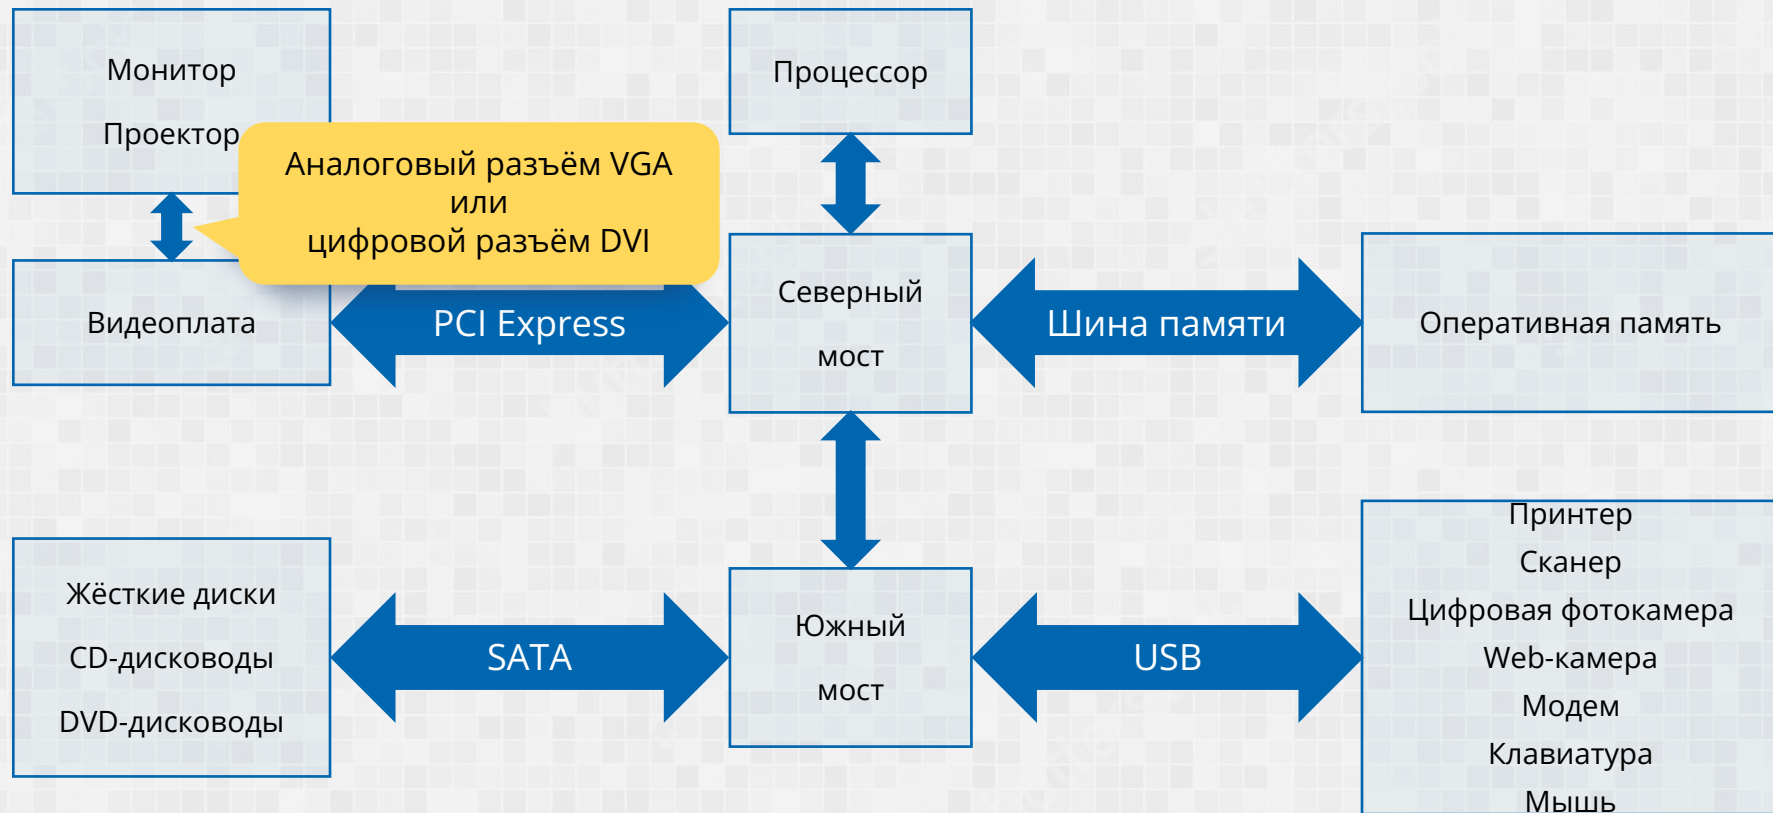 Монитор
Проектор
Процессор
Аналоговый разъём VGA
или
цифровой разъём DVI
Видеоплата
PCI Express
Северный
мост
Шина памяти
Оперативная память
Жёсткие диски
CD-дисководы
DVD-дисководы
SATA
Южный
мост
USB
Принтер
Сканер
Цифровая фотокамера
Web-камера
Модем
Клавиатура
Мышь